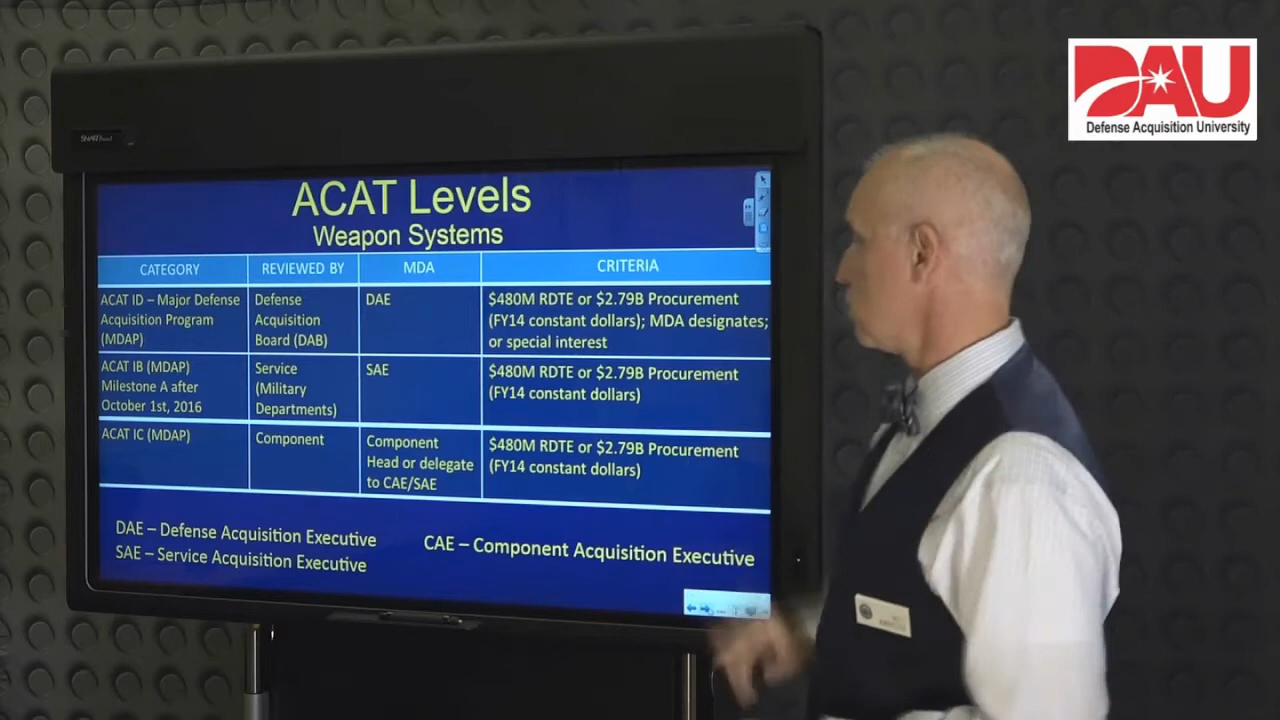 DAU
Defense Acquisition University
SMART
ACAT Levels
Weapon Systems
CATEGORY
REVIEWED BY
MDA
CRITERIA
ACAT ID – Major Defense
Acquisition Program
(MDAP)
Defense
Acquisition
Board (DAB)
DAE
$480M RDTE or $2.79B Procurement
(FY14 constant dollars); MDA designates;
or special interest
ACAT IB (MDAP)
Milestone A after
October 1st, 2016
Service
(Military
Departments)
SAE
$480M RDTE or $2.79B Procurement
(FY14 constant dollars)
ACAT IC (MDAP)
Component
Component
Head or delegate
to CAE/SAE
$480M RDTE or $2.79B Procurement
(FY14 constant dollars)
DAE – Defense Acquisition Executive
SAE – Service Acquisition Executive
CAE – Component Acquisition Executive